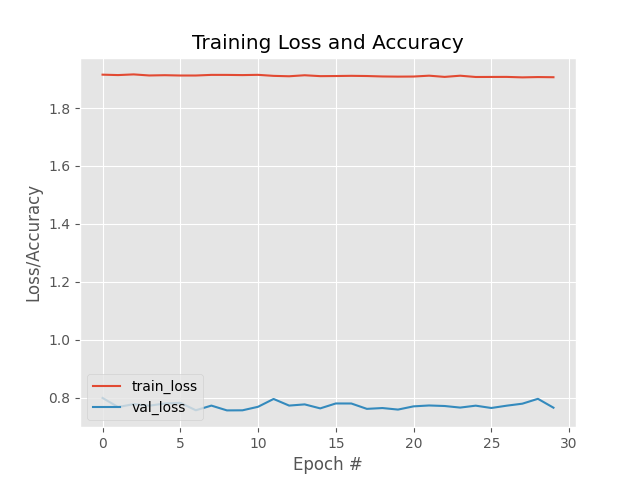 Training Loss and Accuracy
Loss/Accuracy
1.8
1.6
1.4
1.2
1.0
0.8
train_loss
val_loss
0 5 10 15 20 25 30
Epoch #